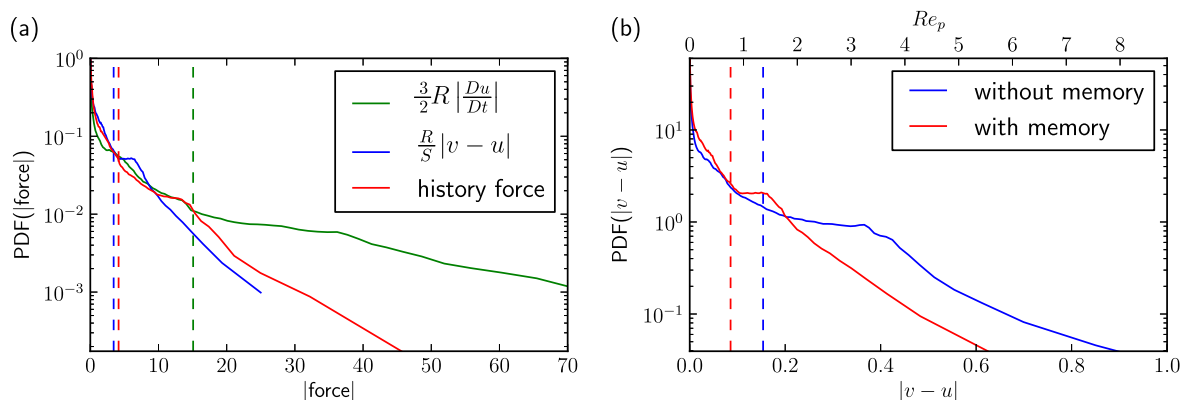 (a)
PDF(|force|)
10^0
10^{-1}
10^{-2}
10^{-3}
0 10 20 30 40 50 60 70
|force|
\frac{3}{2}R|\frac{Du}{Dt}|
\frac{R}{S}|v − u|
history force
(b)
Re_p
0 1 2 3 4 5 6 7 8
PDF(|v − u|)
10^1
10^0
10^{-1}
0.0 0.2 0.4 0.6 0.8 1.0
|v − u|
without memory
with memory